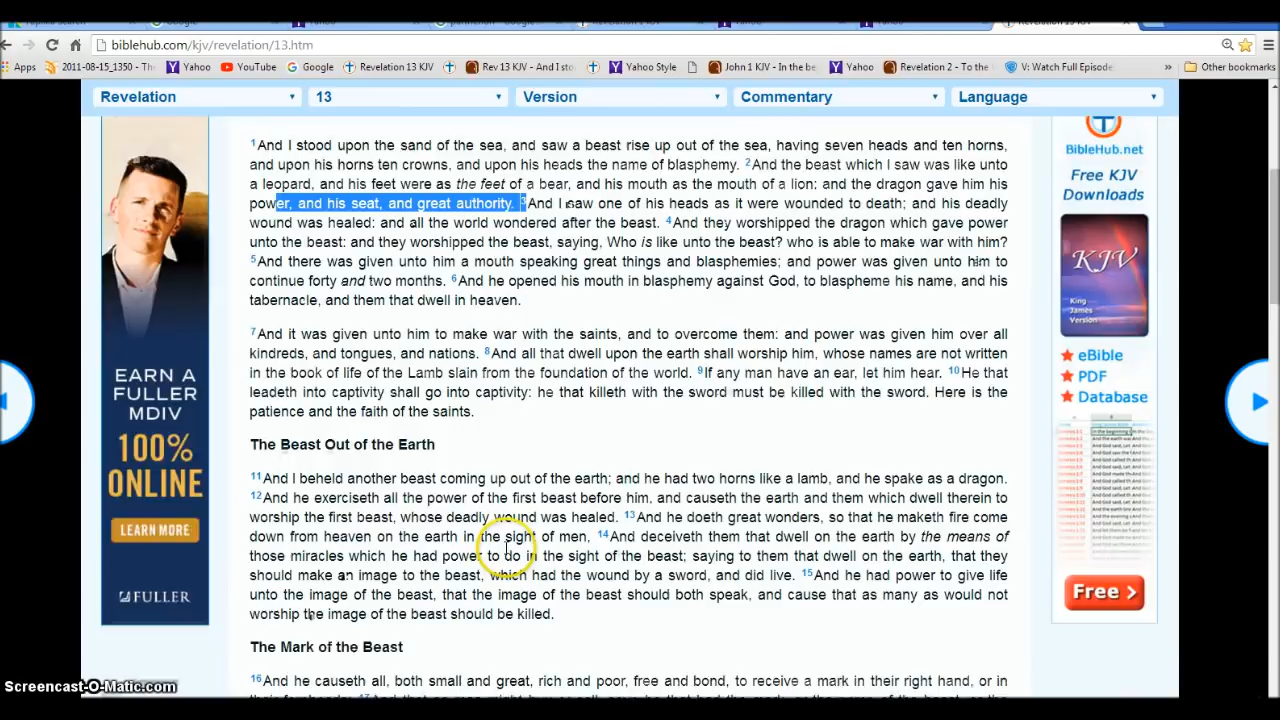 biblehub.com/kjv/revelation/13.htm
Apps 2011-08-15_1350 - Th Yahoo YouTube Google Revelation 13 KJV Rev 13 KJV - And I sto Yahoo Style John 1 KJV - In the be Yahoo Revelation 2 - To the V: Watch Full Episode » Other bookmarks
Revelation 13 Version Commentary Language
1And I stood upon the sand of the sea, and saw a beast rise up out of the sea, having seven heads and ten horns,
and upon his horns ten crowns, and upon his heads the name of blasphemy. 2And the beast which I saw was like unto
a leopard, and his feet were as the feet of a bear, and his mouth as the mouth of a lion: and the dragon gave him his
power, and his seat, and great authority. 3And I saw one of his heads as it were wounded to death; and his deadly
wound was healed: and all the world wondered after the beast. 4And they worshipped the dragon which gave power
unto the beast: and they worshipped the beast, saying, Who is like unto the beast? who is able to make war with him?
5And there was given unto him a mouth speaking great things and blasphemies; and power was given unto him to
continue forty and two months. 6And he opened his mouth in blasphemy against God, to blaspheme his name, and his
tabernacle, and them that dwell in heaven.
7And it was given unto him to make war with the saints, and to overcome them: and power was given him over all
kindreds, and tongues, and nations. 8And all that dwell upon the earth shall worship him, whose names are not written
in the book of life of the Lamb slain from the foundation of the world. 9If any man have an ear, let him hear. 10He that
leadeth into captivity shall go into captivity: he that killeth with the sword must be killed with the sword. Here is the
patience and the faith of the saints.
The Beast Out of the Earth
11And I beheld another beast coming up out of the earth; and he had two horns like a lamb, and he spake as a dragon.
12And he exerciseth all the power of the first beast before him, and causeth the earth and them which dwell therein to
worship the first beast, whose deadly wound was healed. 13And he doeth great wonders, so that he maketh fire come
down from heaven on the earth in the sight of men, 14And deceiveth them that dwell on the earth by the means of
those miracles which he had power to do in the sight of the beast; saying to them that dwell on the earth, that they
should make an image to the beast, which had the wound by a sword, and did live. 15And he had power to give life
unto the image of the beast, that the image of the beast should both speak, and cause that as many as would not
worship the image of the beast should be killed.
The Mark of the Beast
16And he causeth all, both small and great, rich and poor, free and bond, to receive a mark in their right hand, or in
EARN A
FULLER
MDIV
100%
ONLINE
LEARN MORE
FULLER
BibleHub.net
Free KJV
Downloads
KJV
King
James
Version
eBible
PDF
Database
Free >
Screencast-O-Matic.com